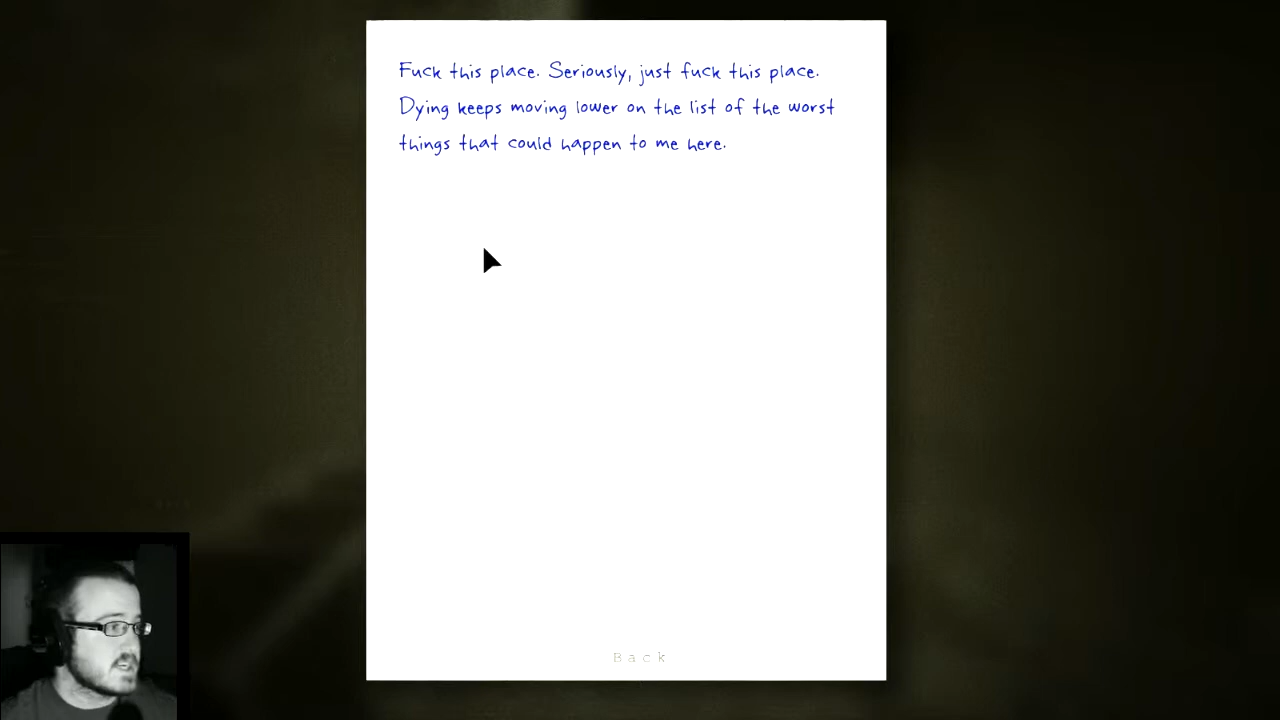 Fuck this place. Seriously, just fuck this place.
Dying keeps moving lower on the list of the worst
things that could happen to me here.
Back